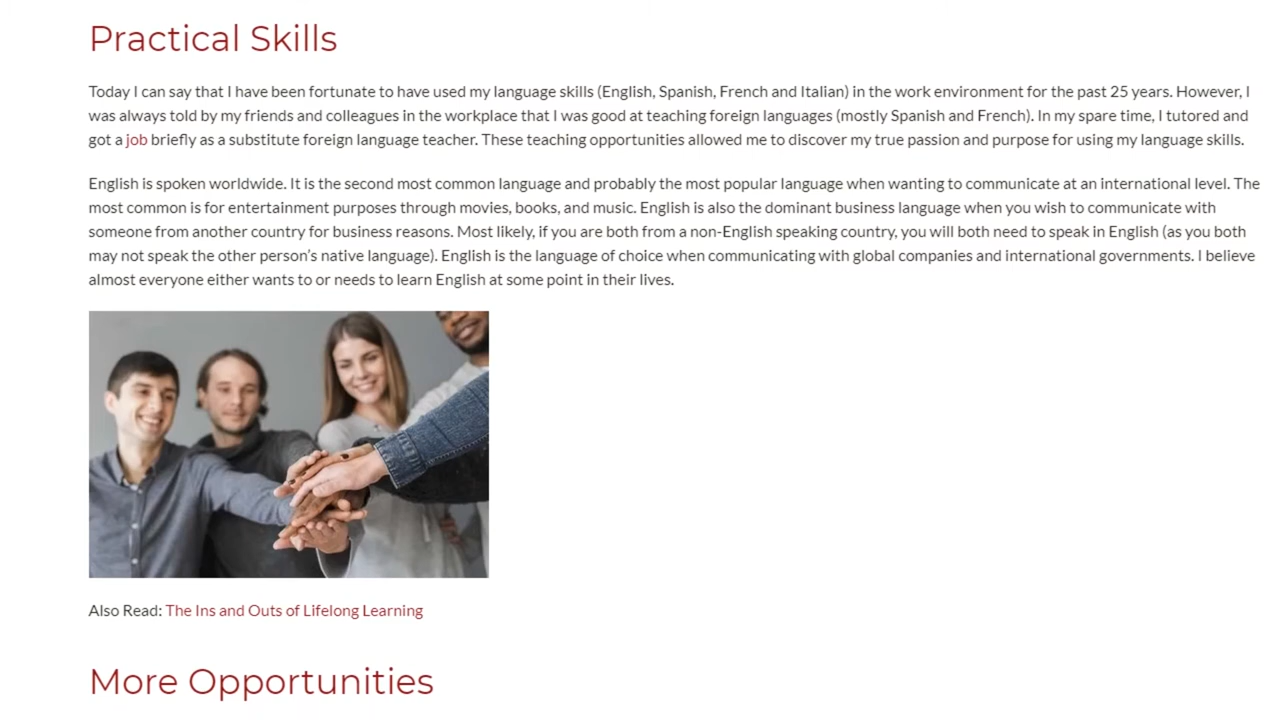 Practical Skills
Today I can say that I have been fortunate to have used my language skills (English, Spanish, French and Italian) in the work environment for the past 25 years. However, I
was always told by my friends and colleagues in the workplace that I was good at teaching foreign languages (mostly Spanish and French). In my spare time, I tutored and
got a job briefly as a substitute foreign language teacher. These teaching opportunities allowed me to discover my true passion and purpose for using my language skills.
English is spoken worldwide. It is the second most common language and probably the most popular language when wanting to communicate at an international level. The
most common is for entertainment purposes through movies, books, and music. English is also the dominant business language when you wish to communicate with
someone from another country for business reasons. Most likely, if you are both from a non-English speaking country, you will both need to speak in English (as you both
may not speak the other person’s native language). English is the language of choice when communicating with global companies and international governments. I believe
almost everyone either wants to or needs to learn English at some point in their lives.
Also Read: The Ins and Outs of Lifelong Learning
More Opportunities